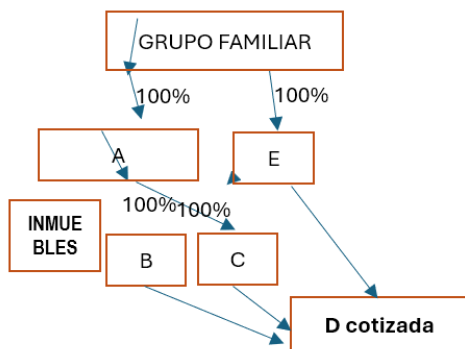 GRUPO FAMILIAR
100%
100%
A
E
100%
100%
INMUE
BLES
B
C
D cotizada